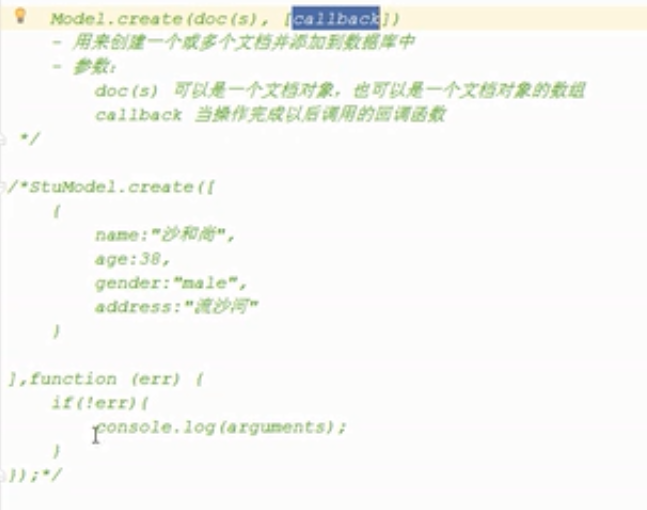 Model.create(doc(s), [callback])
- 用来创建一个或多个文档并添加到数据库中
- 参数:
doc(s) 可以是一个文档对象，也可以是一个文档对象的数组
callback 当操作完成以后调用的回调函数
*/
/*StuModel.create([
{
name:"沙和尚",
age:38,
gender:"male",
address:"流沙河"
}
],function (err) {
if(!err){
console.log(arguments);
}
});*/